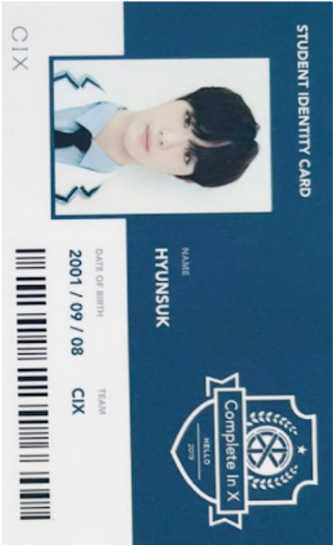 STUDENT IDENTITY CARD
NAME
HYUNSUK
DATE OF BIRTH
2001 / 09 / 08
TEAM
CIX
Complete In X
HELLO
2019
CIX